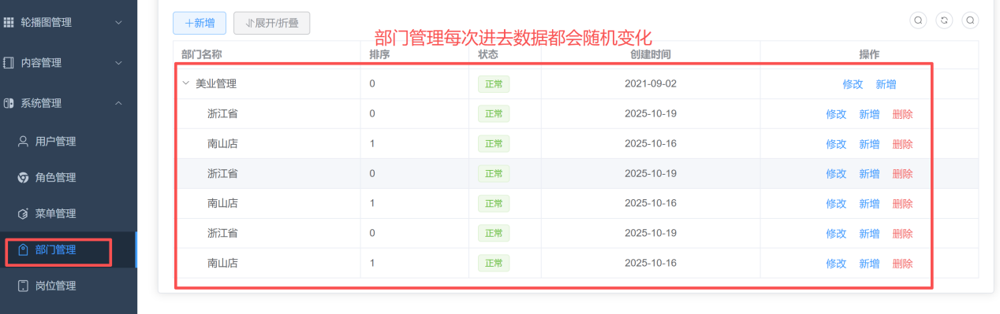 轮播图管理
内容管理
系统管理
用户管理
角色管理
菜单管理
部门管理
岗位管理
+新增
展开/折叠
部门管理每次进去数据都会随机变化
部门名称 排序 状态 创建时间 操作
美业管理 0 正常 2021-09-02 修改 新增
浙江省 0 正常 2025-10-19 修改 新增 删除
南山店 1 正常 2025-10-16 修改 新增 删除
浙江省 0 正常 2025-10-19 修改 新增 删除
南山店 1 正常 2025-10-16 修改 新增 删除
浙江省 0 正常 2025-10-19 修改 新增 删除
南山店 1 正常 2025-10-16 修改 新增 删除